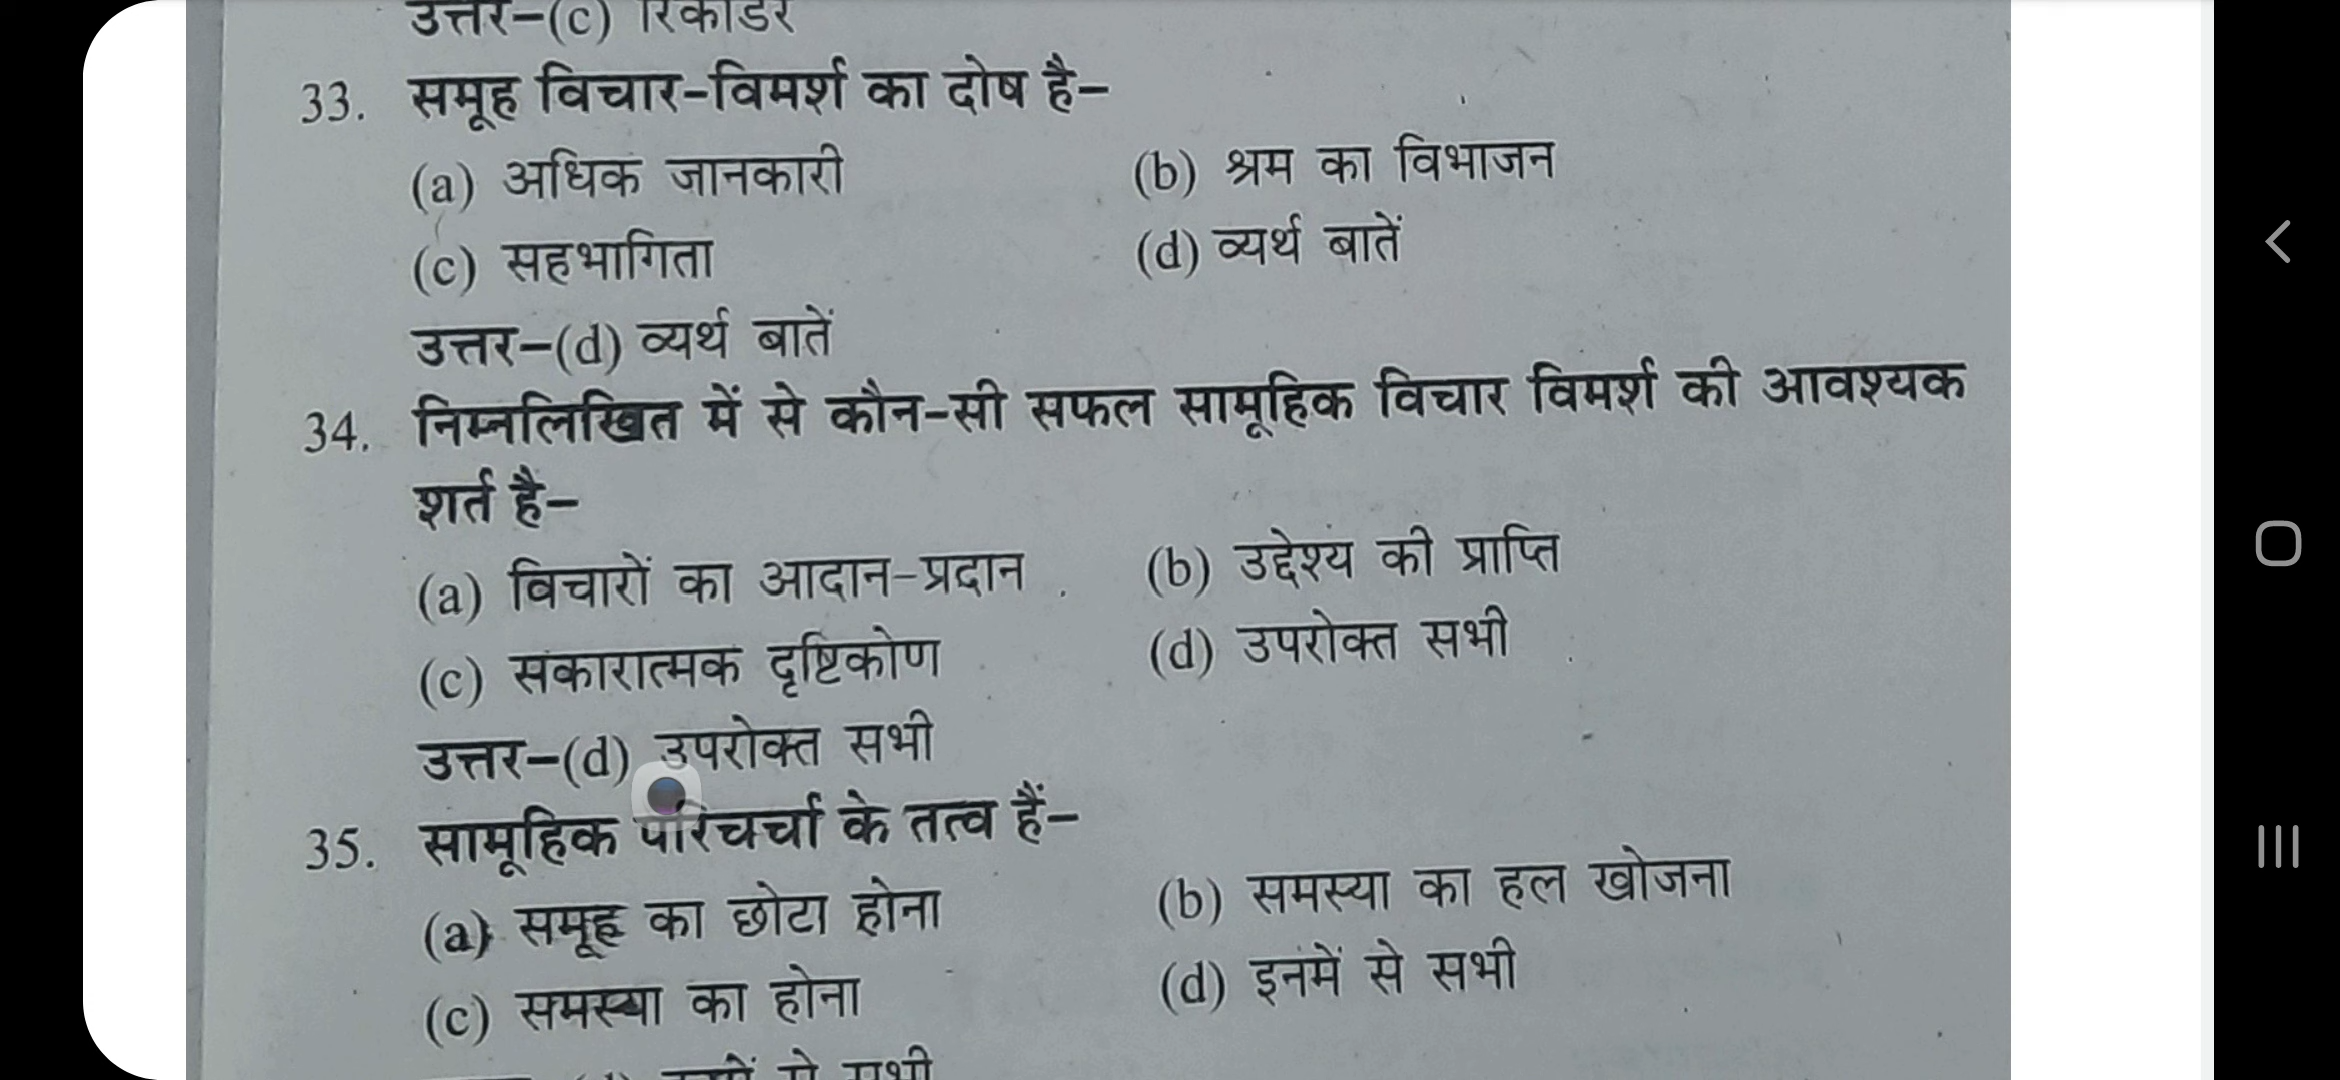 उत्तर–(c) रिकार्डर
33. समूह विचार-विमर्श का दोष है–
(a) अधिक जानकारी (b) श्रम का विभाजन
(c) सहभागिता (d) व्यर्थ बातें
उत्तर–(d) व्यर्थ बातें
34. निम्नलिखित में से कौन-सी सफल सामूहिक विचार विमर्श की आवश्यक
शर्त है–
(a) विचारों का आदान-प्रदान (b) उद्देश्य की प्राप्ति
(c) सकारात्मक दृष्टिकोण (d) उपरोक्त सभी
उत्तर–(d) उपरोक्त सभी
35. सामूहिक परिचर्चा के तत्व हैं–
(a) समूह का छोटा होना (b) समस्या का हल खोजना
(c) समस्या का होना (d) इनमें से सभी